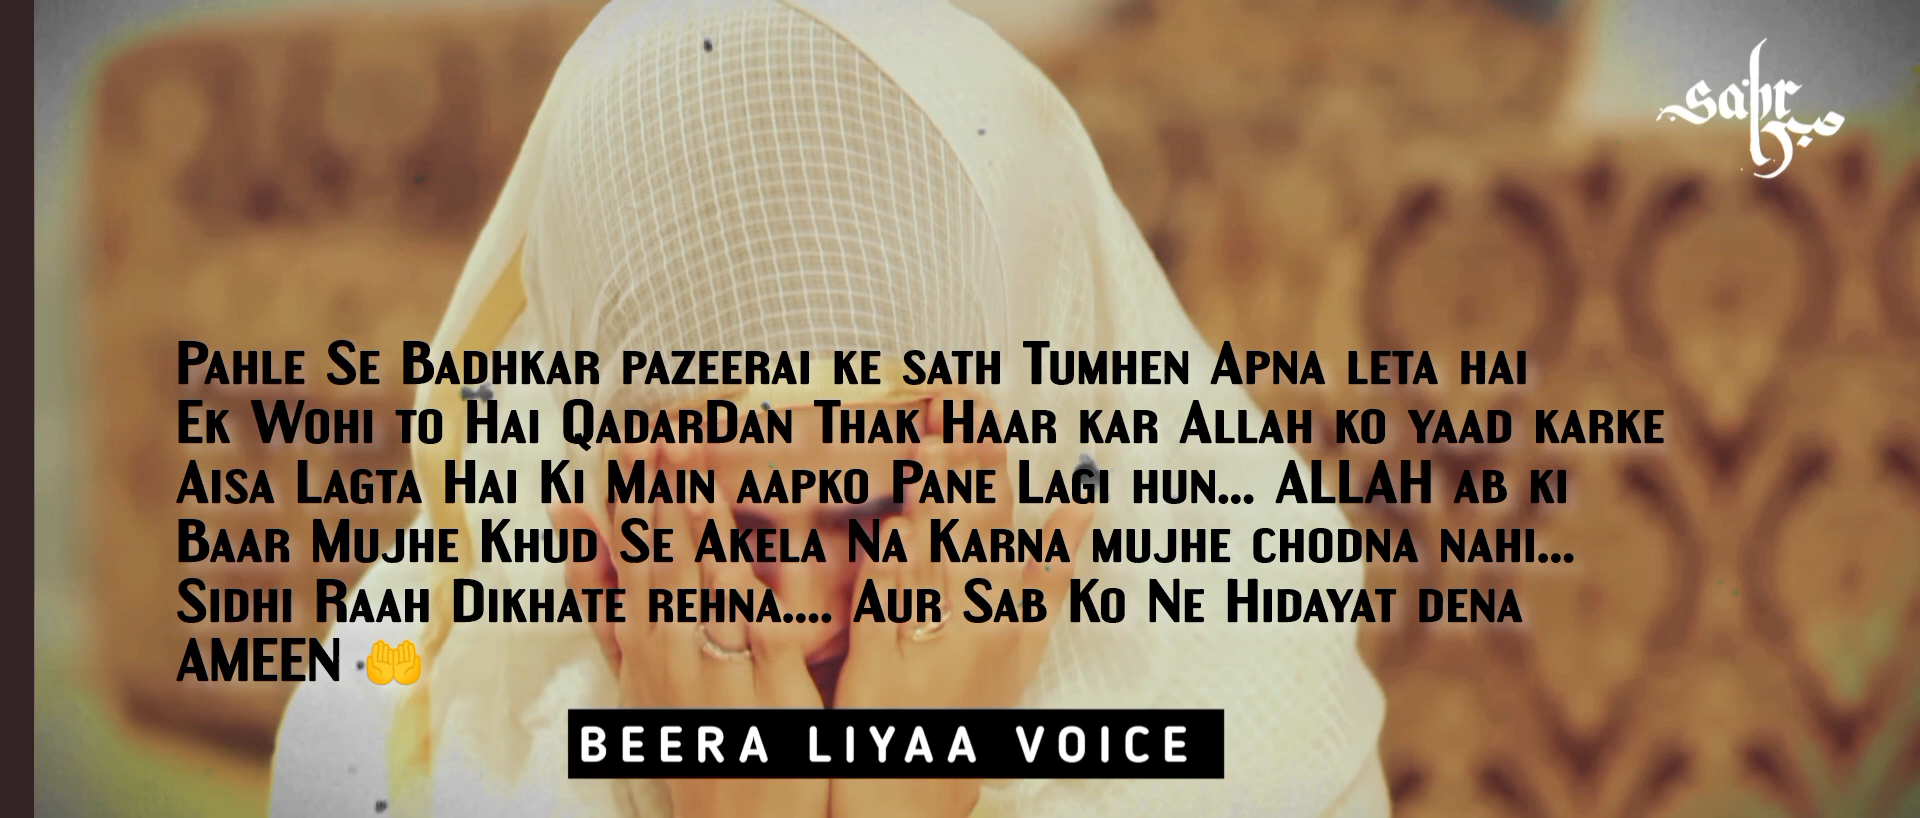 sabr
صبر
Pahle Se Badhkar pazeerai ke sath Tumhen Apna leta hai
Ek Wohi to Hai QadarDan Thak Haar kar Allah ko yaad karke
Aisa Lagta Hai Ki Main aapko Pane Lagi hun... ALLAH ab ki
Baar Mujhe Khud Se Akela Na Karna mujhe chodna nahi...
Sidhi Raah Dikhate rehna.... Aur Sab Ko Ne Hidayat dena
AMEEN 🤲
BEERA LIYAA VOICE